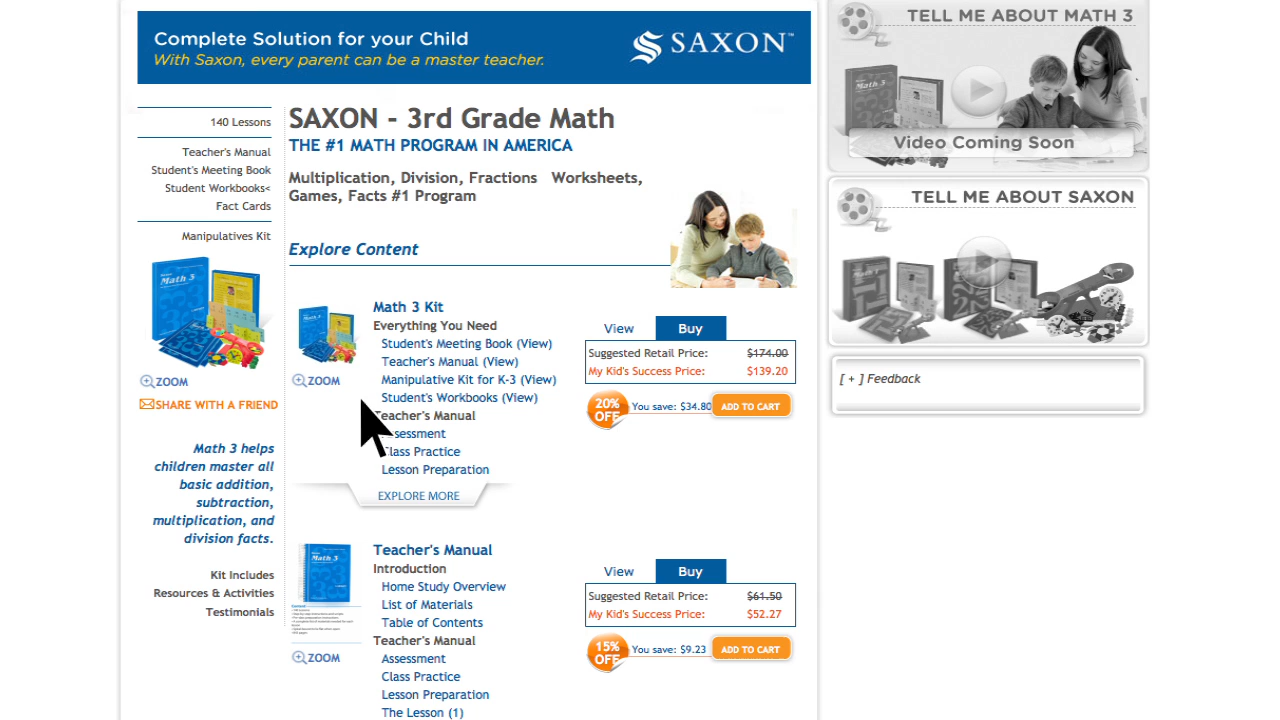 Complete Solution for your Child
With Saxon, every parent can be a master teacher.
SAXON™
140 Lessons
Teacher's Manual
Student's Meeting Book
Student Workbooks<
Fact Cards
Manipulatives Kit
Math 3
ZOOM
SHARE WITH A FRIEND
Math 3 helps
children master all
basic addition,
subtraction,
multiplication, and
division facts.
Kit Includes
Resources & Activities
Testimonials
SAXON - 3rd Grade Math
THE #1 MATH PROGRAM IN AMERICA
Multiplication, Division, Fractions Worksheets,
Games, Facts #1 Program
Explore Content
ZOOM
Math 3 Kit
Everything You Need
Student's Meeting Book (View)
Teacher's Manual (View)
Manipulative Kit for K-3 (View)
Student's Workbooks (View)
Teacher's Manual
Assessment
Class Practice
Lesson Preparation
EXPLORE MORE
View Buy
Suggested Retail Price: $174.00
My Kid's Success Price: $139.20
20% OFF
You save: $34.80
ADD TO CART
Math 3
ZOOM
Teacher's Manual
Introduction
Home Study Overview
List of Materials
Table of Contents
Teacher's Manual
Assessment
Class Practice
Lesson Preparation
The Lesson (1)
View Buy
Suggested Retail Price: $61.50
My Kid's Success Price: $52.27
15% OFF
You save: $9.23
ADD TO CART
TELL ME ABOUT MATH 3
Math 3
Video Coming Soon
TELL ME ABOUT SAXON
[ + ] Feedback